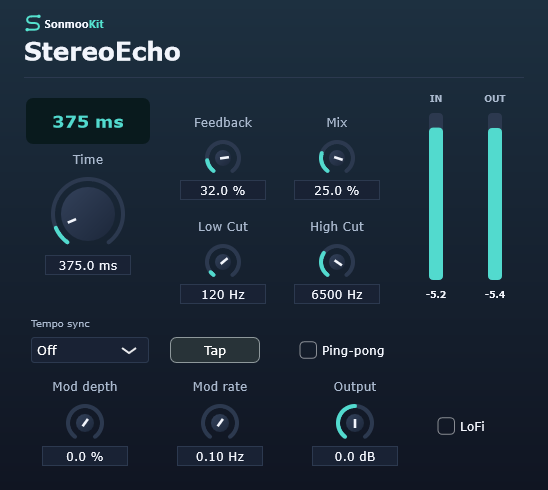 SonmooKit
StereoEcho
IN OUT
375 ms
Feedback Mix
Time
32.0 % 25.0 %
Low Cut High Cut
375.0 ms
120 Hz 6500 Hz
-5.2 -5.4
Tempo sync
Off Tap Ping-pong
Mod depth Mod rate Output
LoFi
0.0 % 0.10 Hz 0.0 dB